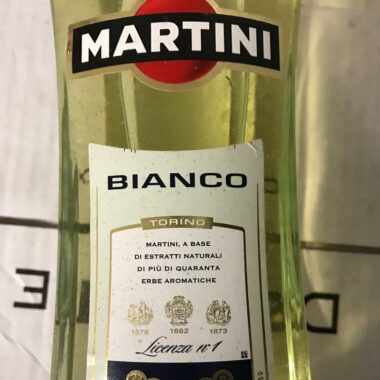 MARTINI
BIANCO
TORINO
MARTINI, A BASE
DI ESTRATTI NATURALI
DI PIÙ DI QUARANTA
ERBE AROMATICHE
1876 1882 1873
Licenza n° 1